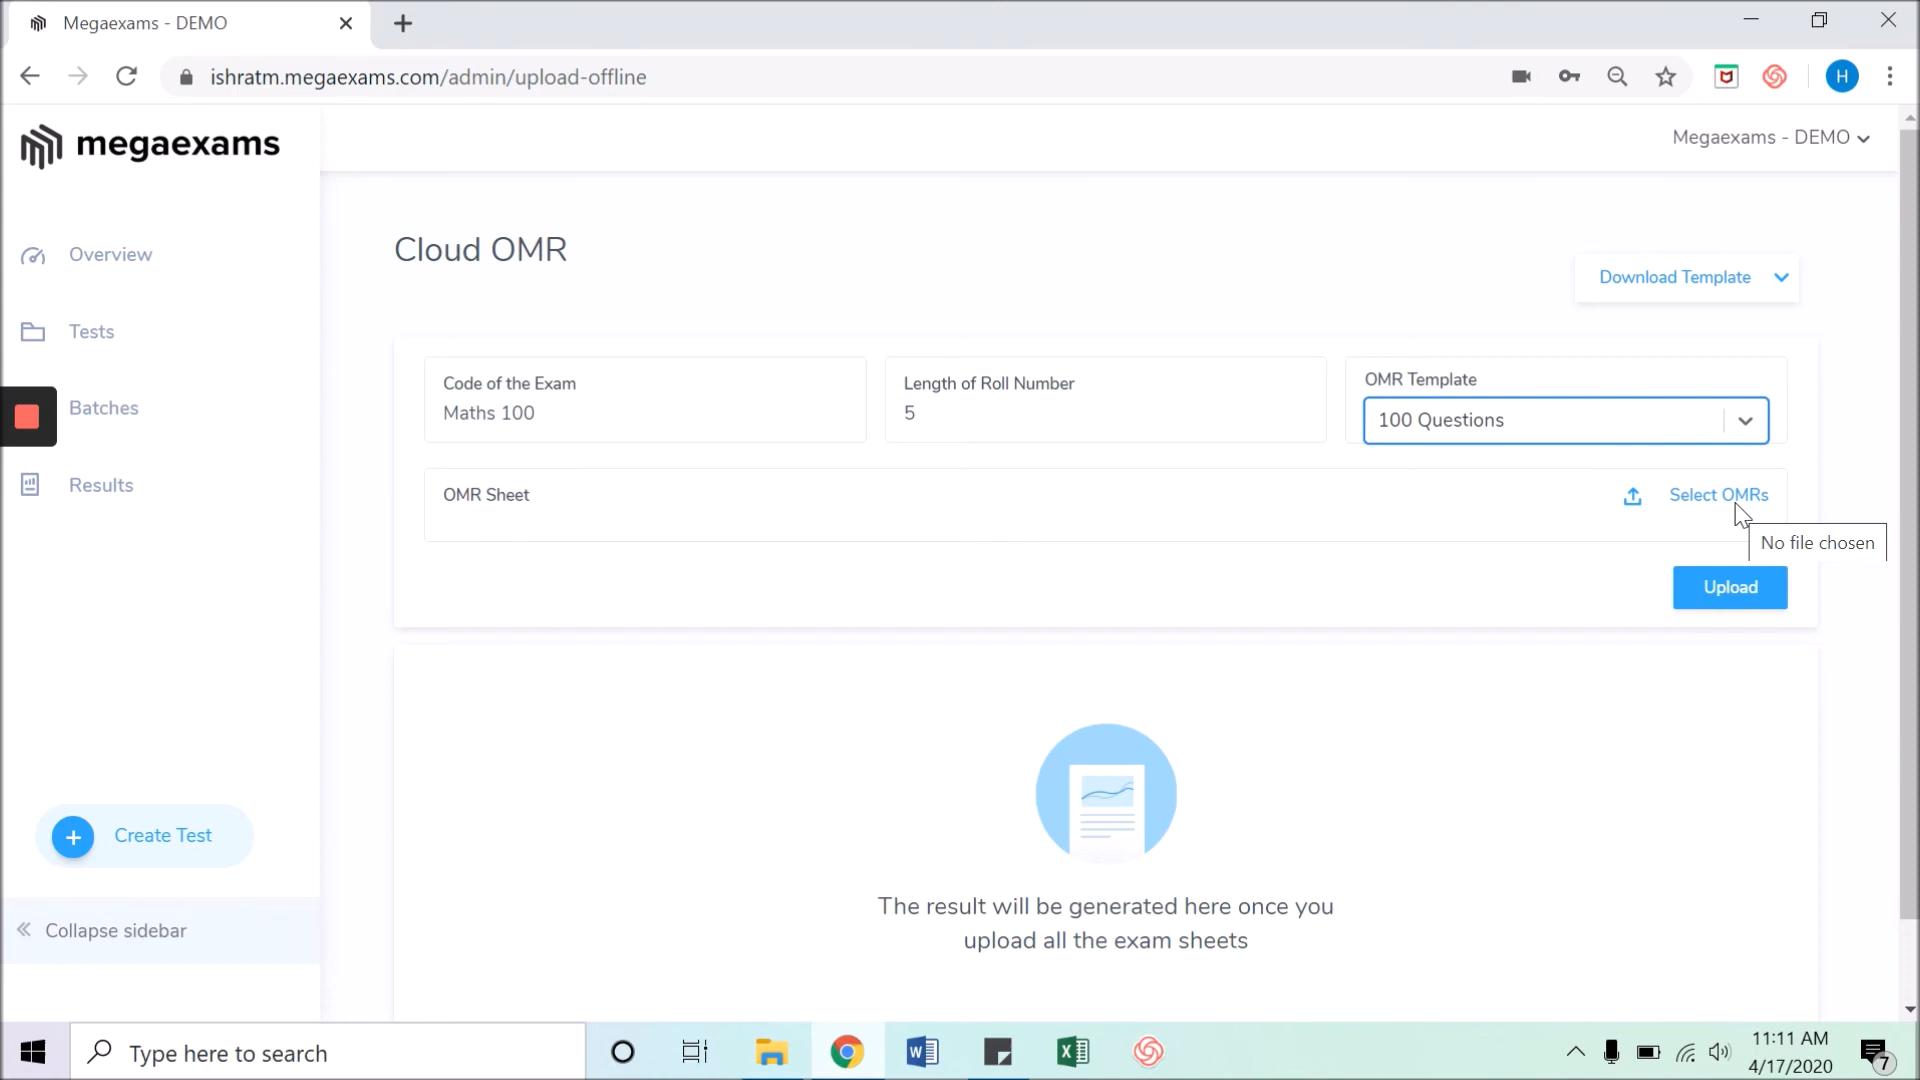 Megaexams - DEMO
ishratm.megaexams.com/admin/upload-offline
H
megaexams
Megaexams - DEMO
Overview
Tests
Batches
Results
Create Test
Collapse sidebar
Cloud OMR
Download Template
Code of the Exam
Maths 100
Length of Roll Number
5
OMR Template
100 Questions
OMR Sheet
Select OMRs
No file chosen
Upload
The result will be generated here once you
upload all the exam sheets
Type here to search
11:11 AM
4/17/2020
7